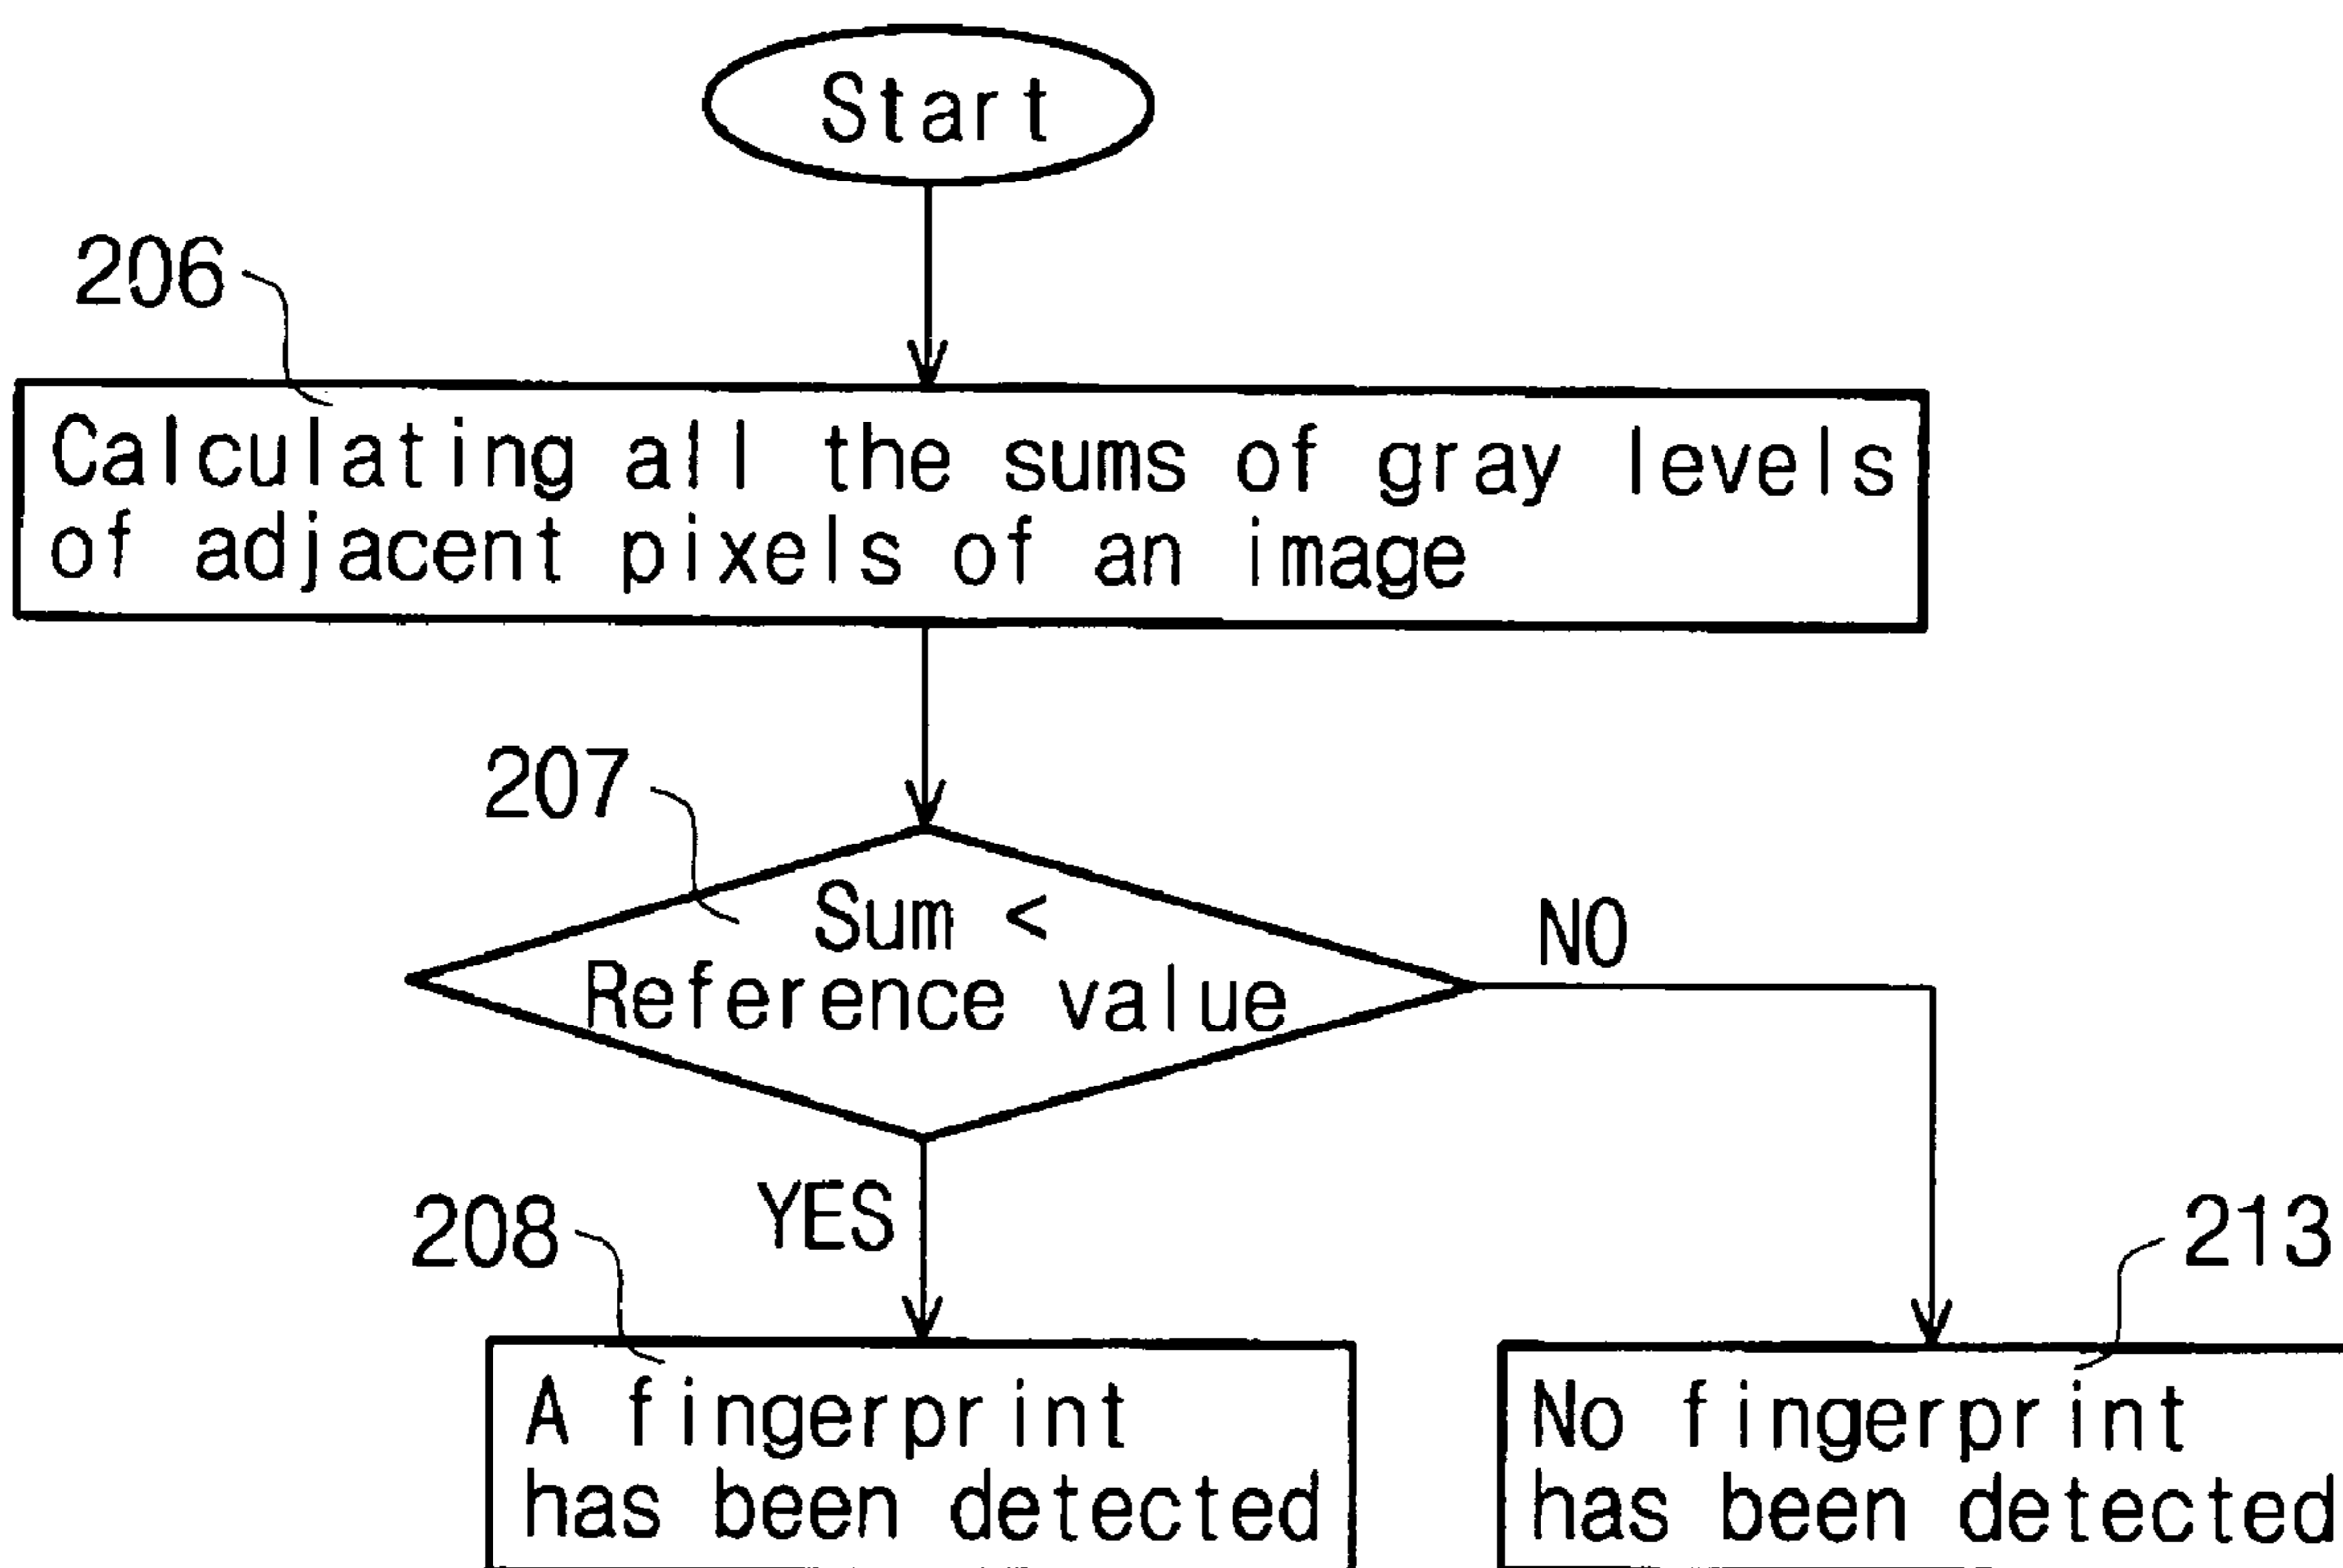 Start
206
Calculating all the sums of gray levels
of adjacent pixels of an image
207
Sum <
Reference value
NO
YES
208
213
A fingerprint
has been detected
No fingerprint
has been detected